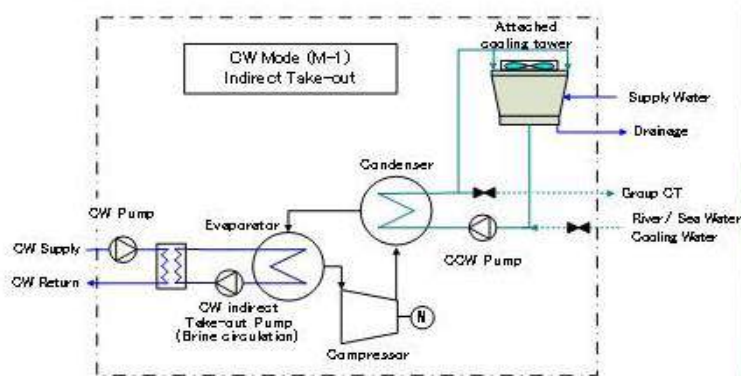 CW Mode (M-1)
Indirect Take-out
Attached
cooling tower
Supply Water
Drainage
Condenser
Group CT
River/ Sea Water
Cooling Water
CCW Pump
CW Pump
Evaporator
CW Supply
CW Return
CW indirect
Take-out Pump
(Brine circulation)
Compressor
N